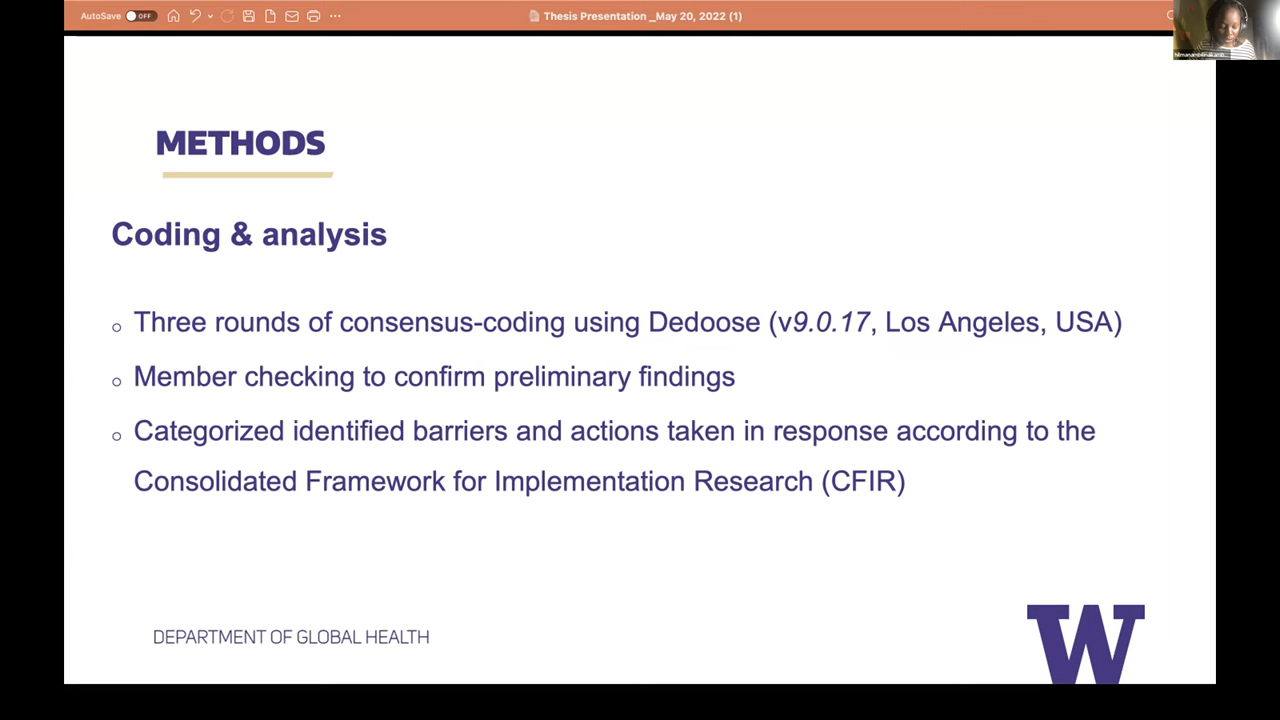 AutoSave OFF
Thesis Presentation _May 20, 2022 (1)
METHODS
Coding & analysis
Three rounds of consensus-coding using Dedoose (v9.0.17, Los Angeles, USA)
Member checking to confirm preliminary findings
Categorized identified barriers and actions taken in response according to the
Consolidated Framework for Implementation Research (CFIR)
DEPARTMENT OF GLOBAL HEALTH
W